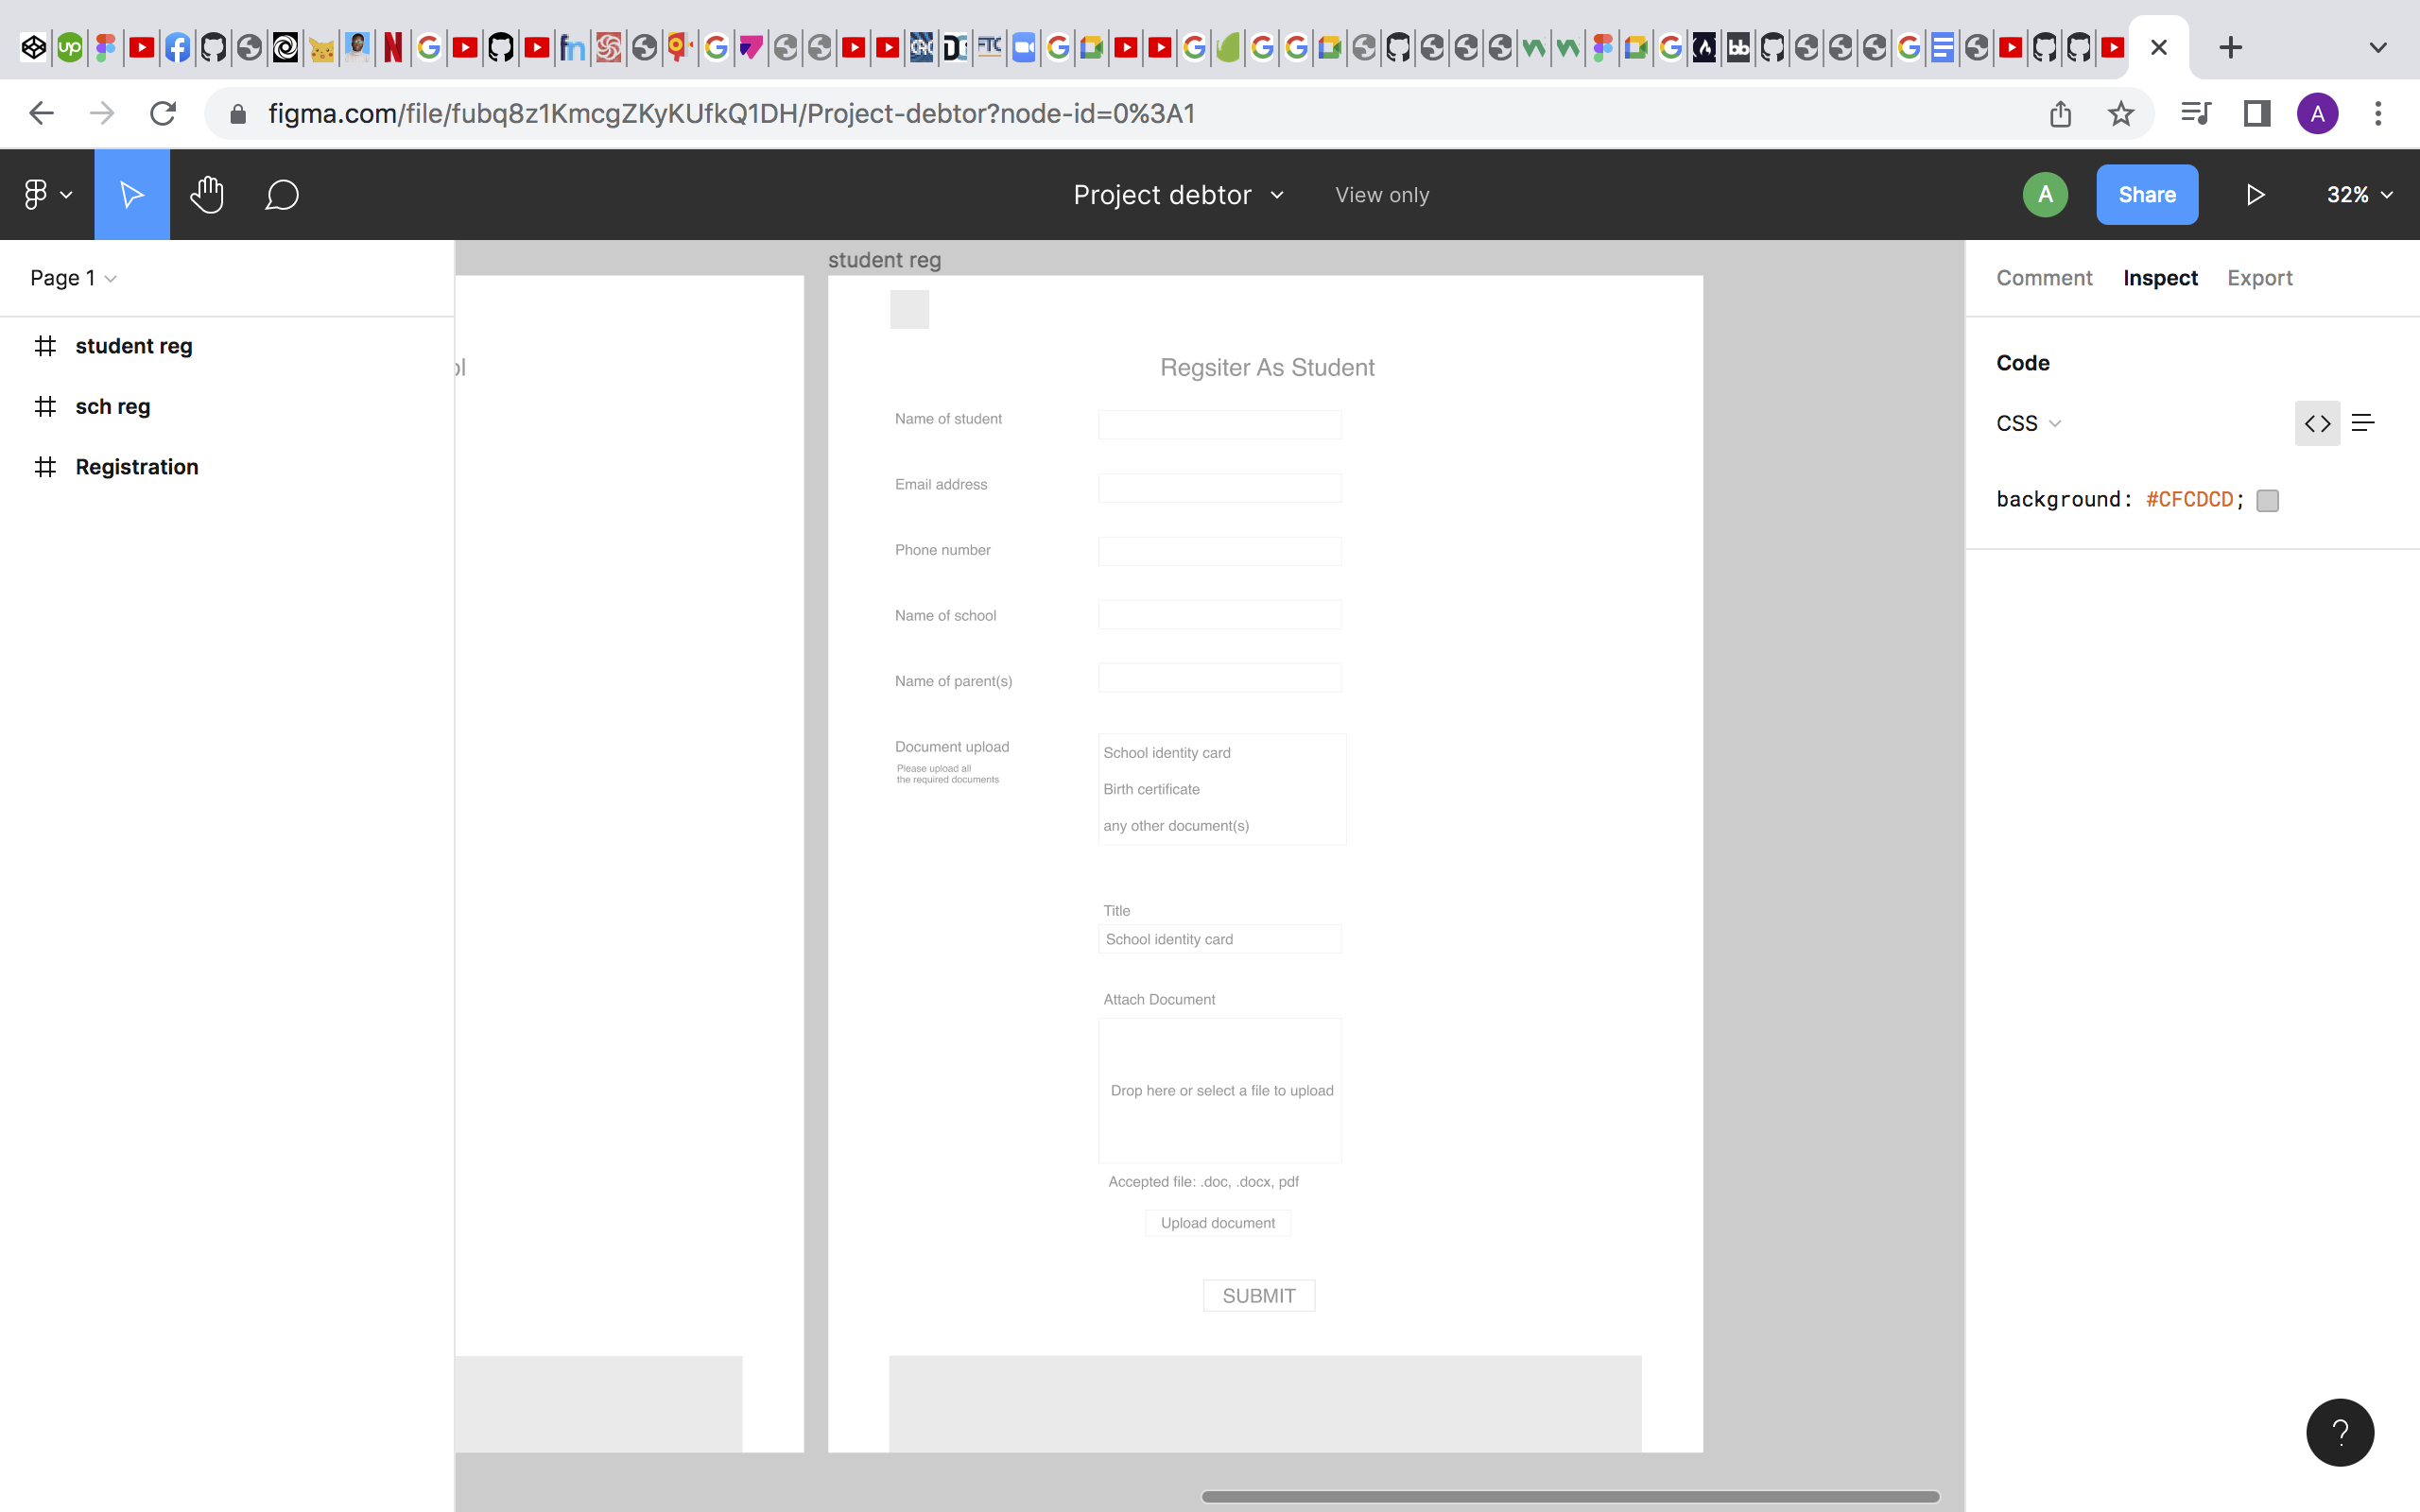 figma.com/file/fubq8z1KmcgZKyKUfkQ1DH/Project-debtor?node-id=0%3A1
A
Project debtor
View only
A
Share
32%
Page 1
student reg
sch reg
Registration
ol
student reg
Regsiter As Student
Name of student
Email address
Phone number
Name of school
Name of parent(s)
Document upload
Please upload all
the required documents
School identity card
Birth certificate
any other document(s)
Title
School identity card
Attach Document
Drop here or select a file to upload
Accepted file: .doc, .docx, pdf
Upload document
SUBMIT
Comment Inspect Export
Code
CSS
background: #CFCDCD;
?